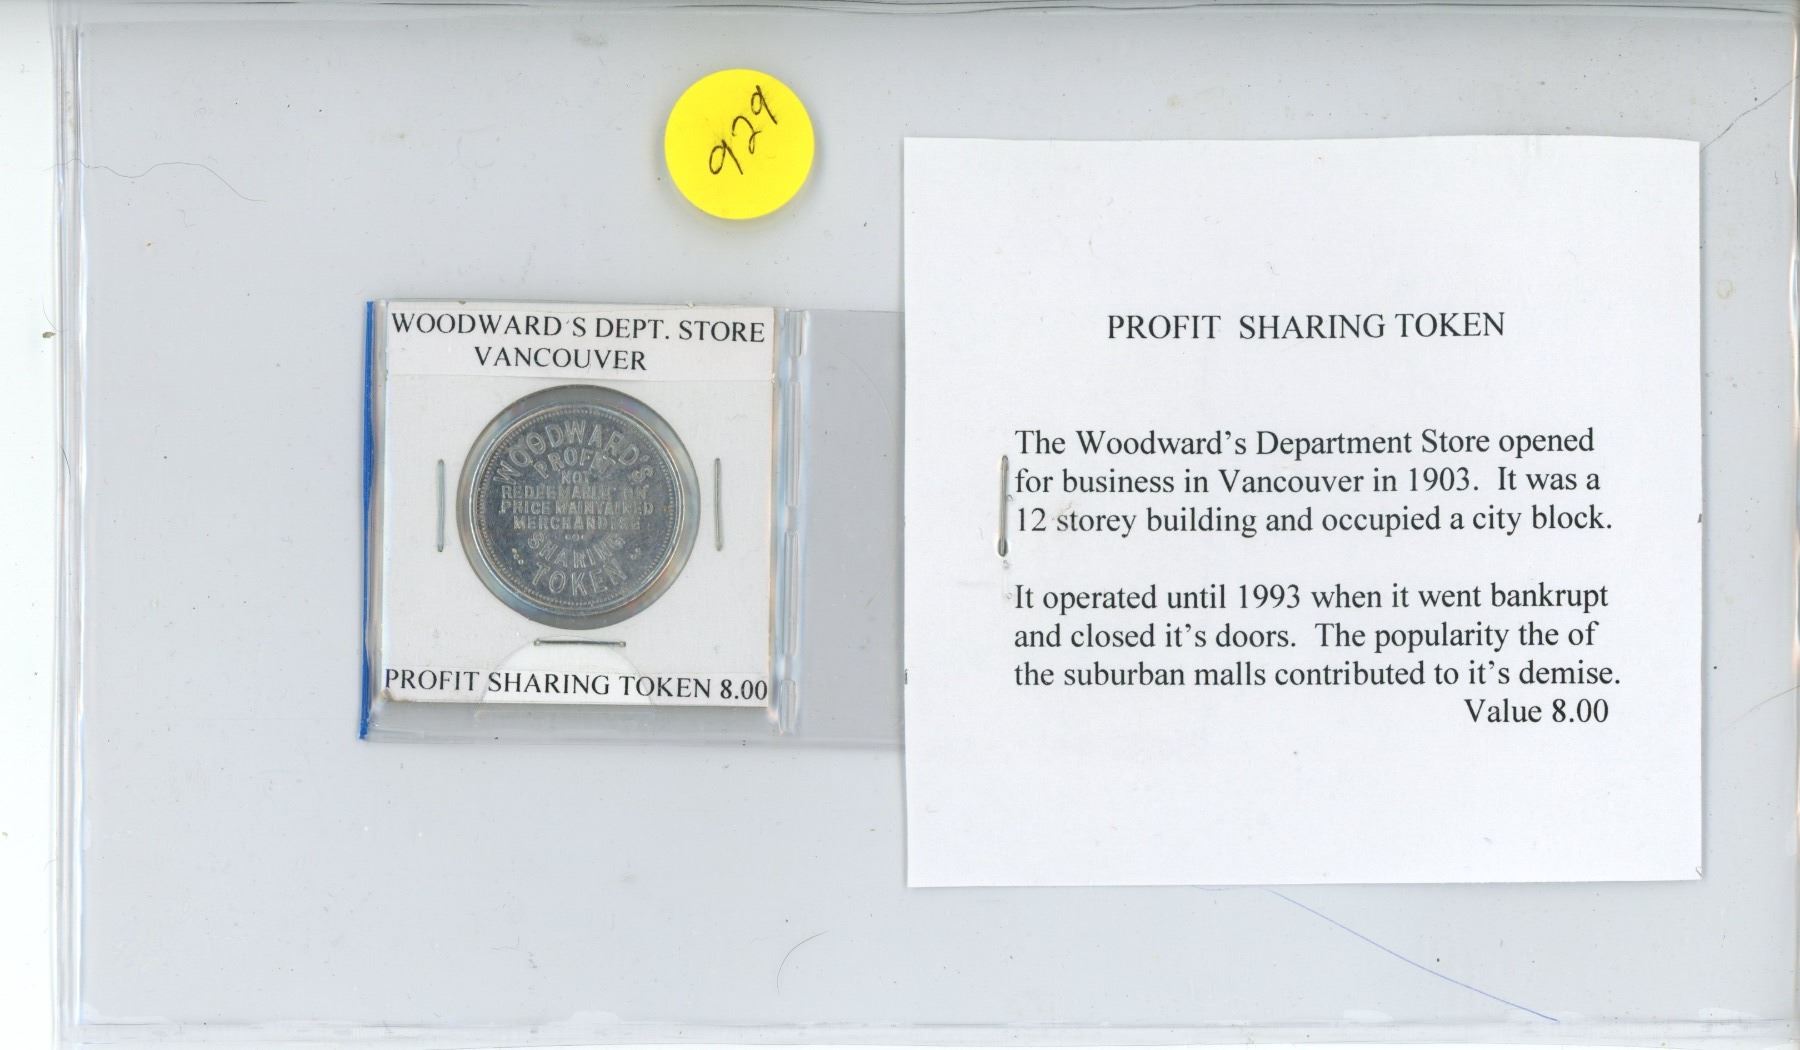 929
WOODWARD'S DEPT. STORE
VANCOUVER
WOODWARD'S
PROFIT
NOT
REDEEMABLE ON
PRICE MAINTAINED
MERCHANDISE
SHARING
TOKEN
PROFIT SHARING TOKEN 8.00
PROFIT SHARING TOKEN
The Woodward's Department Store opened
for business in Vancouver in 1903. It was a
12 storey building and occupied a city block.
It operated until 1993 when it went bankrupt
and closed it's doors. The popularity the of
the suburban malls contributed to it's demise.
Value 8.00